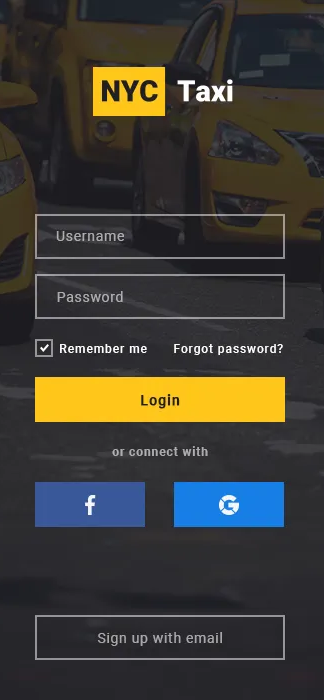 NYC Taxi
Username
Password
Remember me Forgot password?
Login
or connect with
f G
Sign up with email